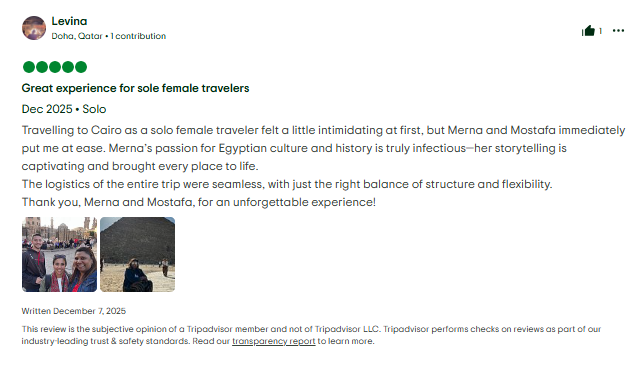 Levina
Doha, Qatar • 1 contribution
1
Great experience for sole female travelers
Dec 2025 • Solo
Travelling to Cairo as a solo female traveler felt a little intimidating at first, but Merna and Mostafa immediately
put me at ease. Merna's passion for Egyptian culture and history is truly infectious—her storytelling is
captivating and brought every place to life.
The logistics of the entire trip were seamless, with just the right balance of structure and flexibility.
Thank you, Merna and Mostafa, for an unforgettable experience!
Written December 7, 2025
This review is the subjective opinion of a Tripadvisor member and not of Tripadvisor LLC. Tripadvisor performs checks on reviews as part of our
industry-leading trust & safety standards. Read our transparency report to learn more.